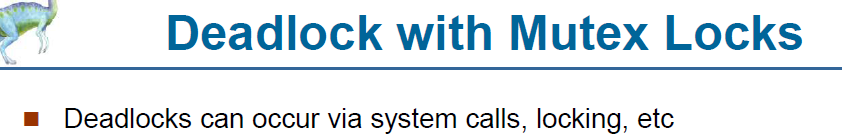 Deadlock with Mutex Locks
Deadlocks can occur via system calls, locking, etc